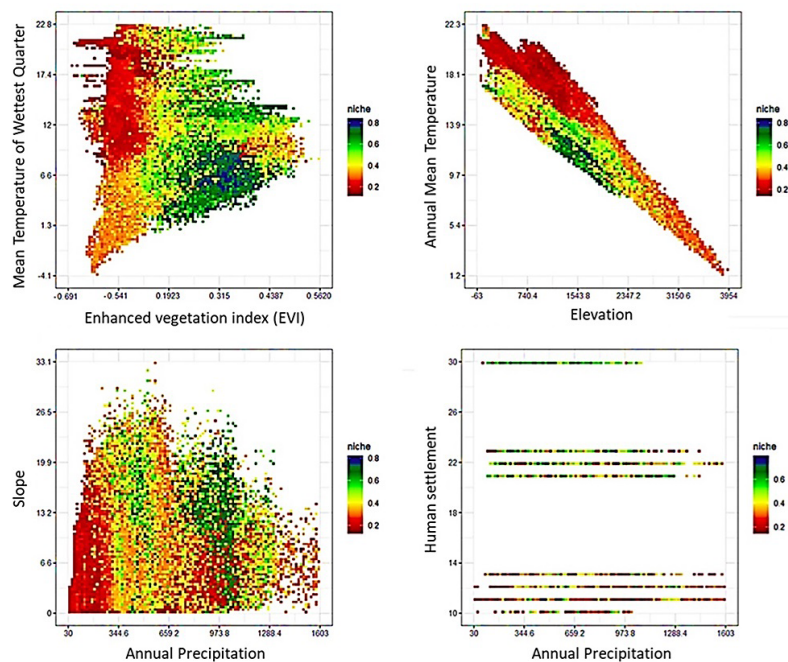 Mean Temperature of Wettest Quarter
22.8
17.4
12
6.6
1.3
-4.1
-0.691 -0.541 0.1923 0.315 0.4387 0.5620
Enhanced vegetation index (EVI)
niche
0.8
0.6
0.4
0.2
Annual Mean Temperature
22.3
18.1
13.9
9.7
5.4
1.2
-63 740.4 1543.8 2347.2 3150.6 3954
Elevation
niche
0.8
0.6
0.4
0.2
Slope
33.1
26.5
19.9
13.2
6.6
0
30 344.6 659.2 973.8 1288.4 1603
Annual Precipitation
niche
0.8
0.6
0.4
0.2
Human settlement
30
26
22
18
14
10
30 344.6 659.2 973.8 1288.4 1603
Annual Precipitation
niche
0.8
0.6
0.4
0.2